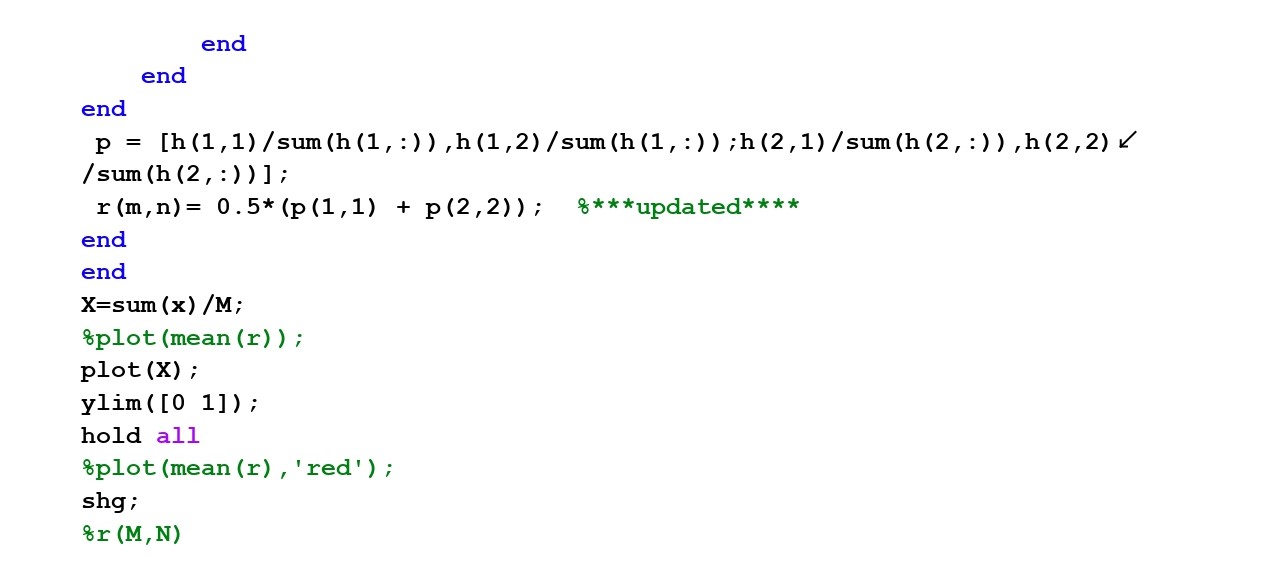 end
end
end
p = [h(1,1)/sum(h(1,:)),h(1,2)/sum(h(1,:));h(2,1)/sum(h(2,:)),h(2,2)↙
/sum(h(2,:))];
r(m,n)= 0.5*(p(1,1) + p(2,2));  %***updated****
end
end
X=sum(x)/M;
%plot(mean(r));
plot(X);
ylim([0 1]);
hold all
%plot(mean(r),'red');
shg;
%r(M,N)